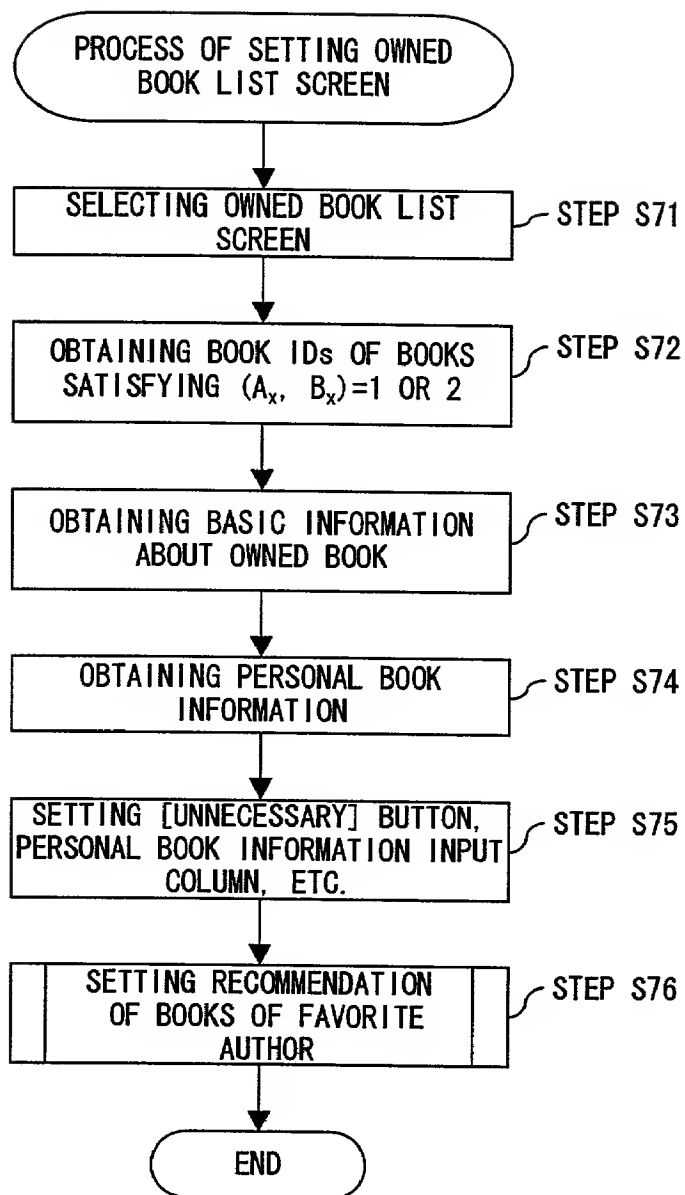 PROCESS OF SETTING OWNED
BOOK LIST SCREEN
SELECTING OWNED BOOK LIST
SCREEN
STEP S71
OBTAINING BOOK IDs OF BOOKS
SATISFYING (Ax, Bx)=1 OR 2
STEP S72
OBTAINING BASIC INFORMATION
ABOUT OWNED BOOK
STEP S73
OBTAINING PERSONAL BOOK
INFORMATION
STEP S74
SETTING [UNNECESSARY] BUTTON,
PERSONAL BOOK INFORMATION INPUT
COLUMN, ETC.
STEP S75
SETTING RECOMMENDATION
OF BOOKS OF FAVORITE
AUTHOR
STEP S76
END